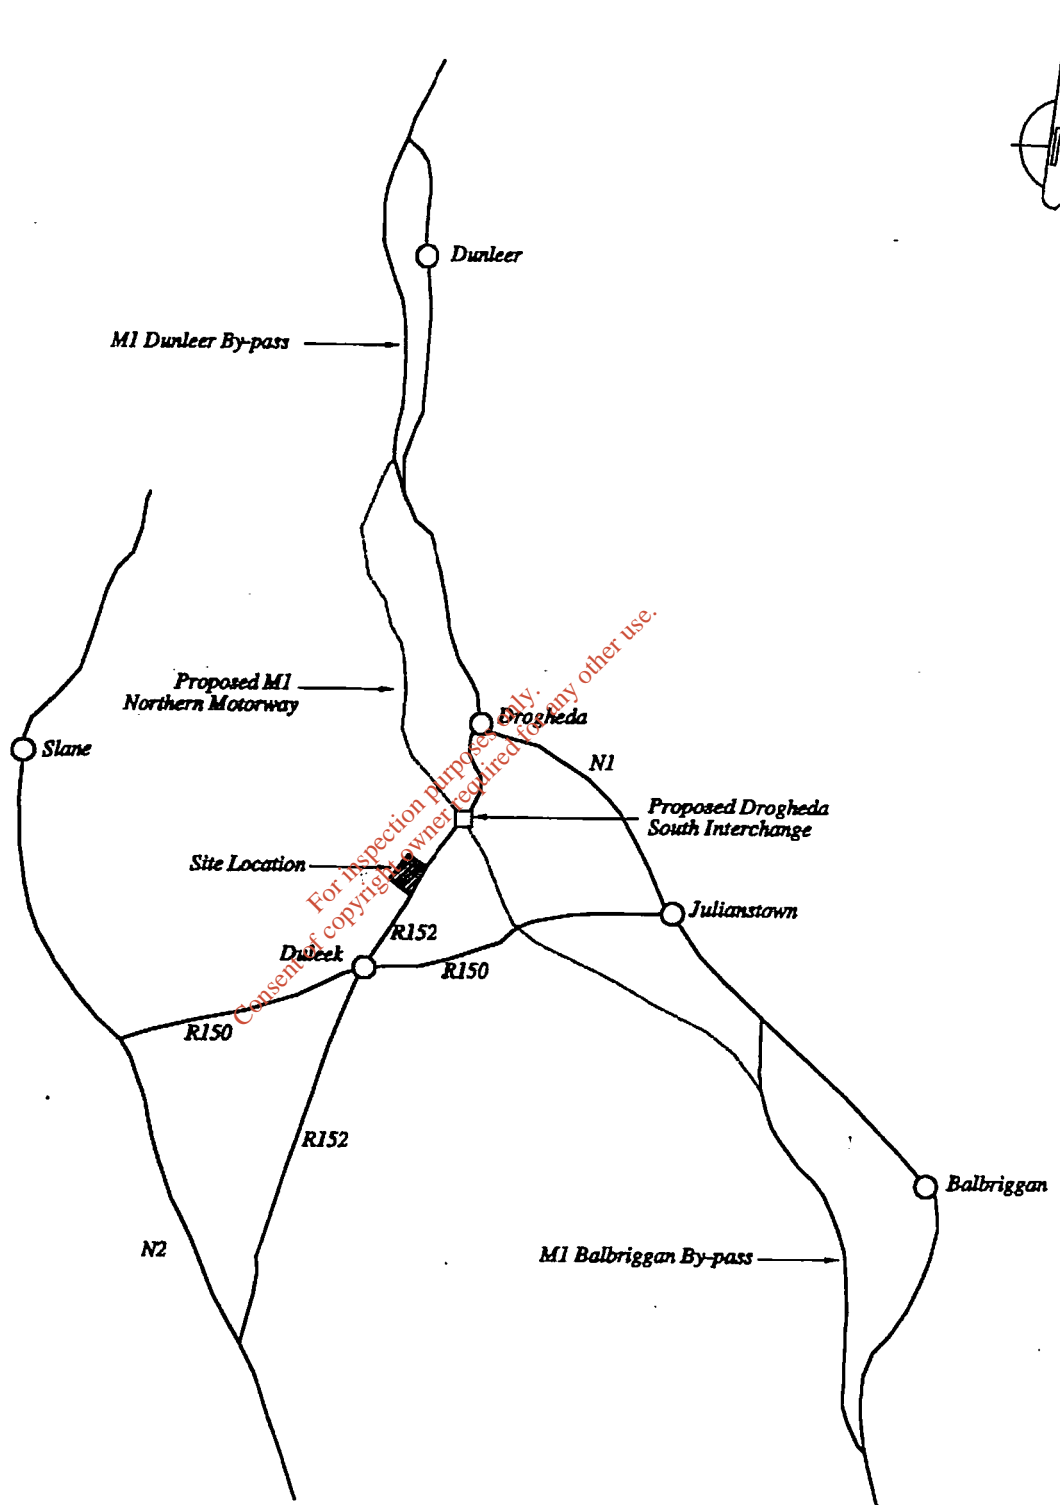 Dunleer
M1 Dunleer By-pass
Proposed M1
Northern Motorway
Drogheda
Slane
N1
Proposed Drogheda
South Interchange
Site Location
Julianstown
R152
Duleek
R150
R150
R152
Balbriggan
N2
M1 Balbriggan By-pass
For inspection purposes only.
Consent of copyright owner required for any other use.